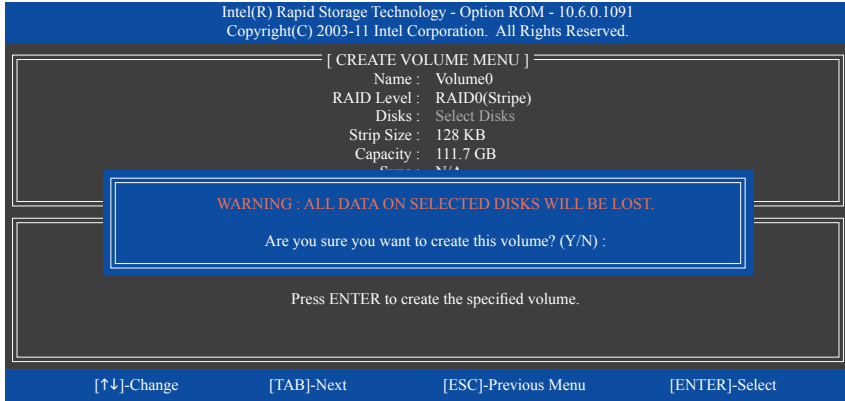 Intel(R) Rapid Storage Technology - Option ROM - 10.6.0.1091
Copyright(C) 2003-11 Intel Corporation. All Rights Reserved.
[ CREATE VOLUME MENU ]
Name : Volume0
RAID Level : RAID0(Stripe)
Disks : Select Disks
Strip Size : 128 KB
Capacity : 111.7 GB
N/A
WARNING : ALL DATA ON SELECTED DISKS WILL BE LOST.
Are you sure you want to create this volume? (Y/N) :
Press ENTER to create the specified volume.
[↑↓]-Change [TAB]-Next [ESC]-Previous Menu [ENTER]-Select